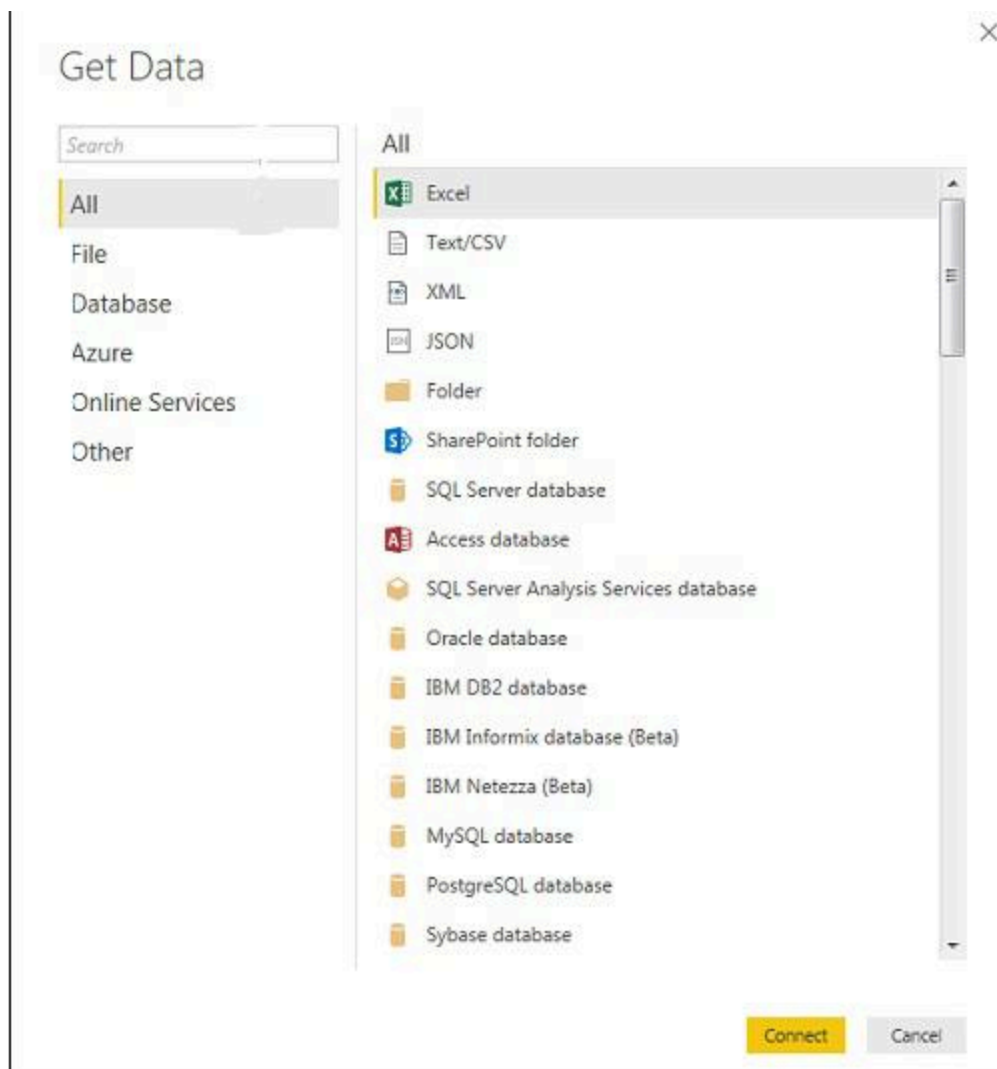 Get Data
Search
All
File
Database
Azure
Online Services
Other
All
Excel
Text/CSV
XML
JSON
Folder
SharePoint folder
SQL Server database
Access database
SQL Server Analysis Services database
Oracle database
IBM DB2 database
IBM Informix database (Beta)
IBM Netezza (Beta)
MySQL database
PostgreSQL database
Sybase database
Connect Cancel